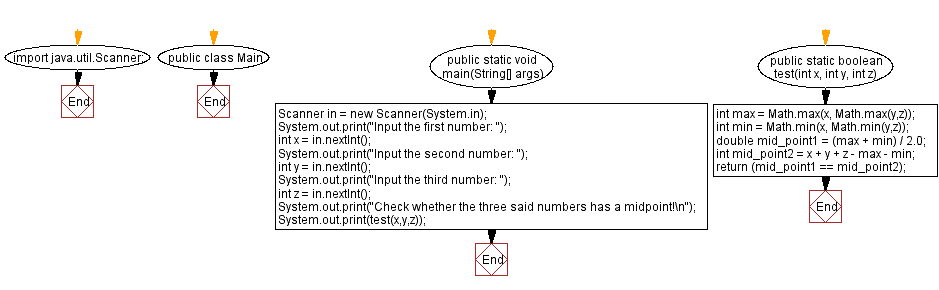 import java.util.Scanner;
End
public class Main
End
public static void
main(String[] args)
Scanner in = new Scanner(System.in);
System.out.print("Input the first number: ");
int x = in.nextInt();
System.out.print("Input the second number: ");
int y = in.nextInt();
System.out.print("Input the third number: ");
int z = in.nextInt();
System.out.print("Check whether the three said numbers has a midpoint!\n");
System.out.print(test(x,y,z));
End
public static boolean
test(int x, int y, int z)
int max = Math.max(x, Math.max(y,z));
int min = Math.min(x, Math.min(y,z));
double mid_point1 = (max + min) / 2.0;
int mid_point2 = x + y + z - max - min;
return (mid_point1 == mid_point2);
End